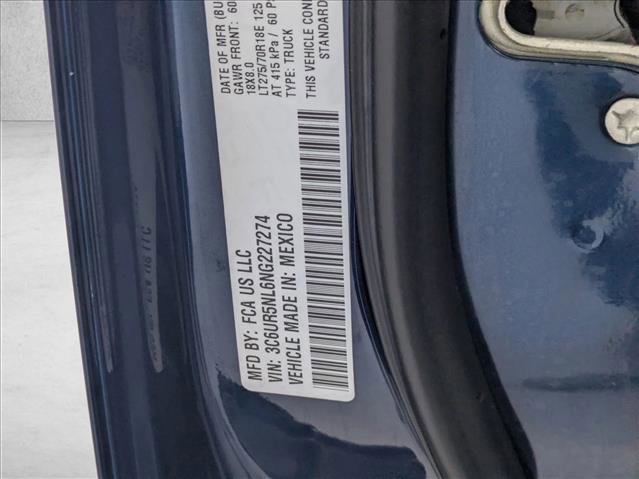 DATE OF MFR (BU
GAWR FRONT: 60
18X8.0
LT275/70R18E 125
AT 415 kPa / 60 P
TYPE: TRUCK
THIS VEHICLE CON
STANDARD
MFD BY: FCA US LLC
VIN: 3C6UR5NL6NG227274
VEHICLE MADE IN: MEXICO